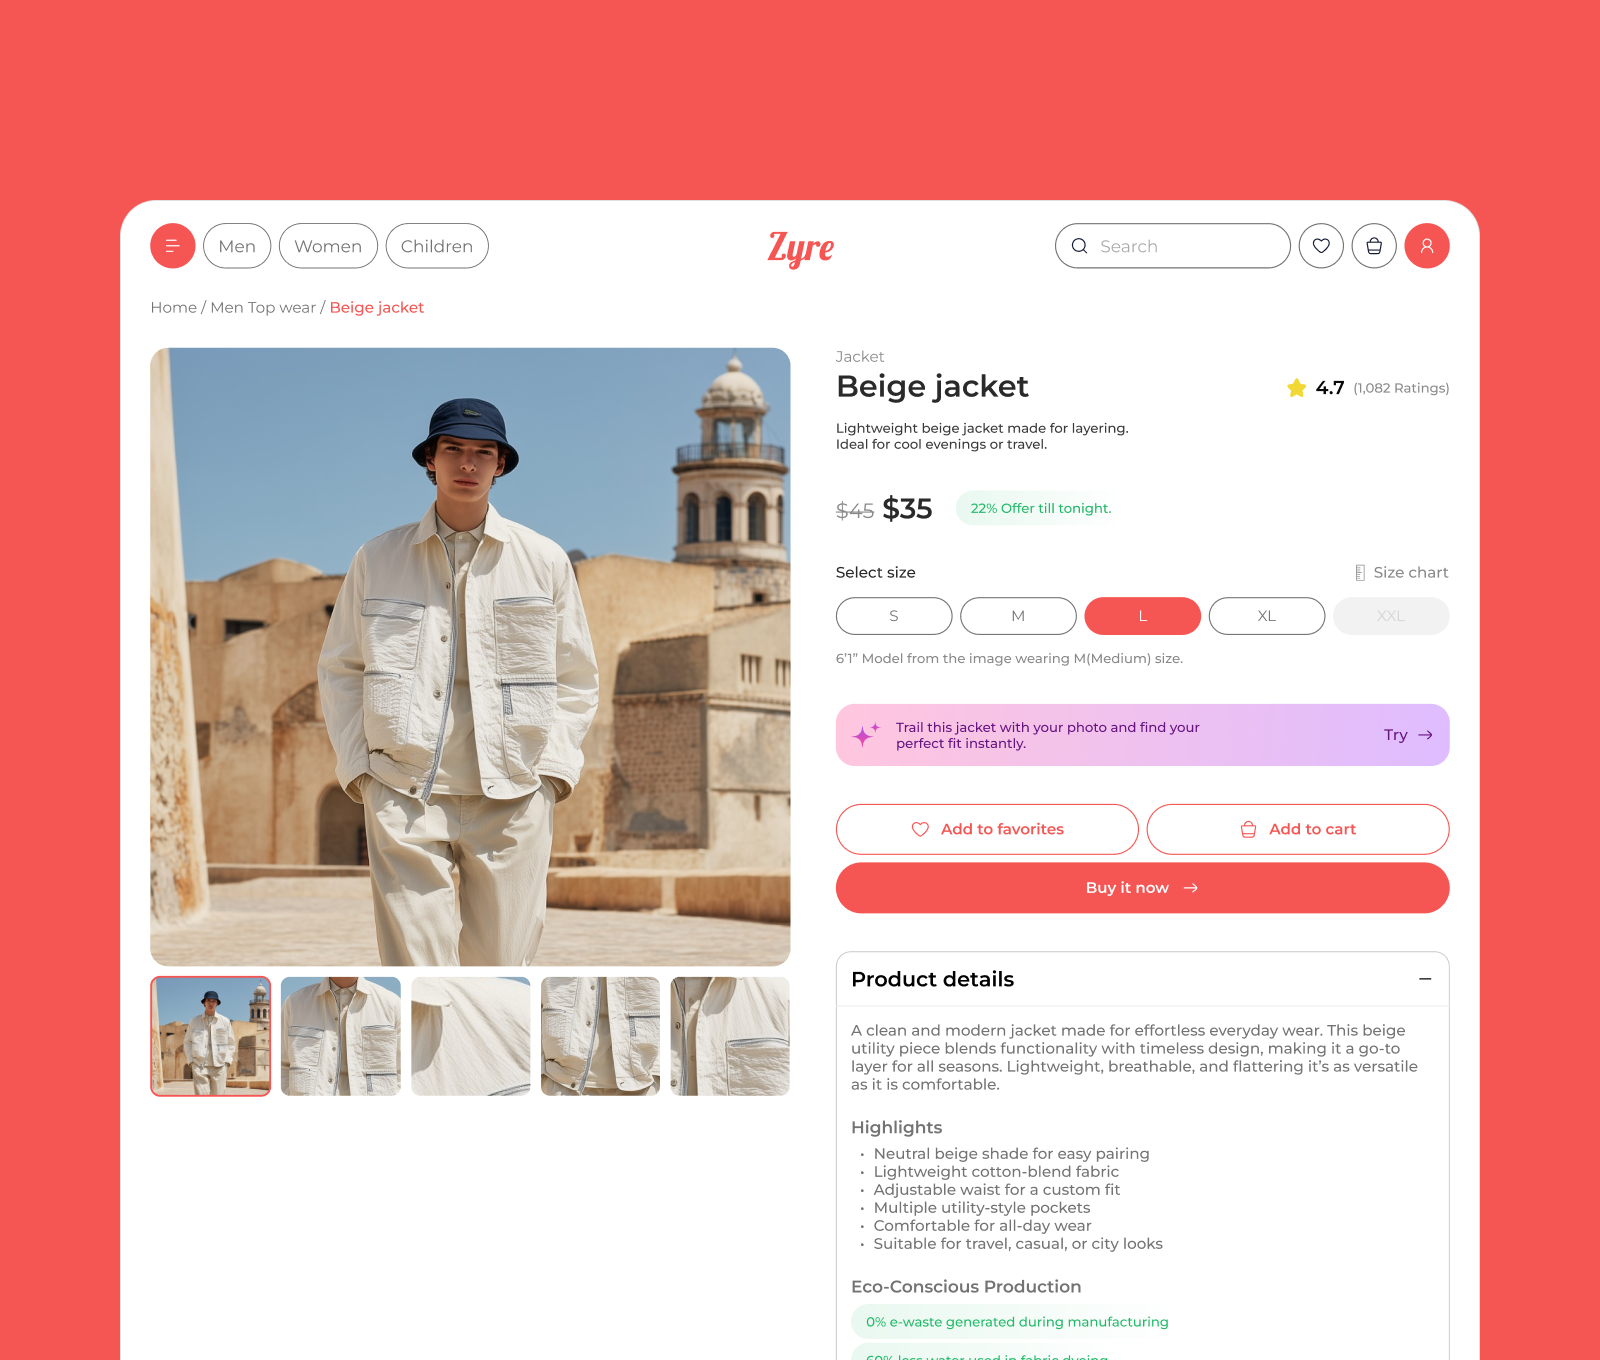 Men
Women
Children
Zyre
Search
Home / Men Top wear / Beige jacket
Jacket
Beige jacket
4.7 (1,082 Ratings)
Lightweight beige jacket made for layering.
Ideal for cool evenings or travel.
$45 $35
22% Offer till tonight.
Select size
Size chart
S
M
L
XL
XXL
6’1” Model from the image wearing M(Medium) size.
Trail this jacket with your photo and find your
perfect fit instantly.
Try
Add to favorites
Add to cart
Buy it now
Product details
A clean and modern jacket made for effortless everyday wear. This beige
utility piece blends functionality with timeless design, making it a go-to
layer for all seasons. Lightweight, breathable, and flattering it’s as versatile
as it is comfortable.
Highlights
• Neutral beige shade for easy pairing
• Lightweight cotton-blend fabric
• Adjustable waist for a custom fit
• Multiple utility-style pockets
• Comfortable for all-day wear
• Suitable for travel, casual, or city looks
Eco-Conscious Production
0% e-waste generated during manufacturing
60% less water used in fabric dyeing